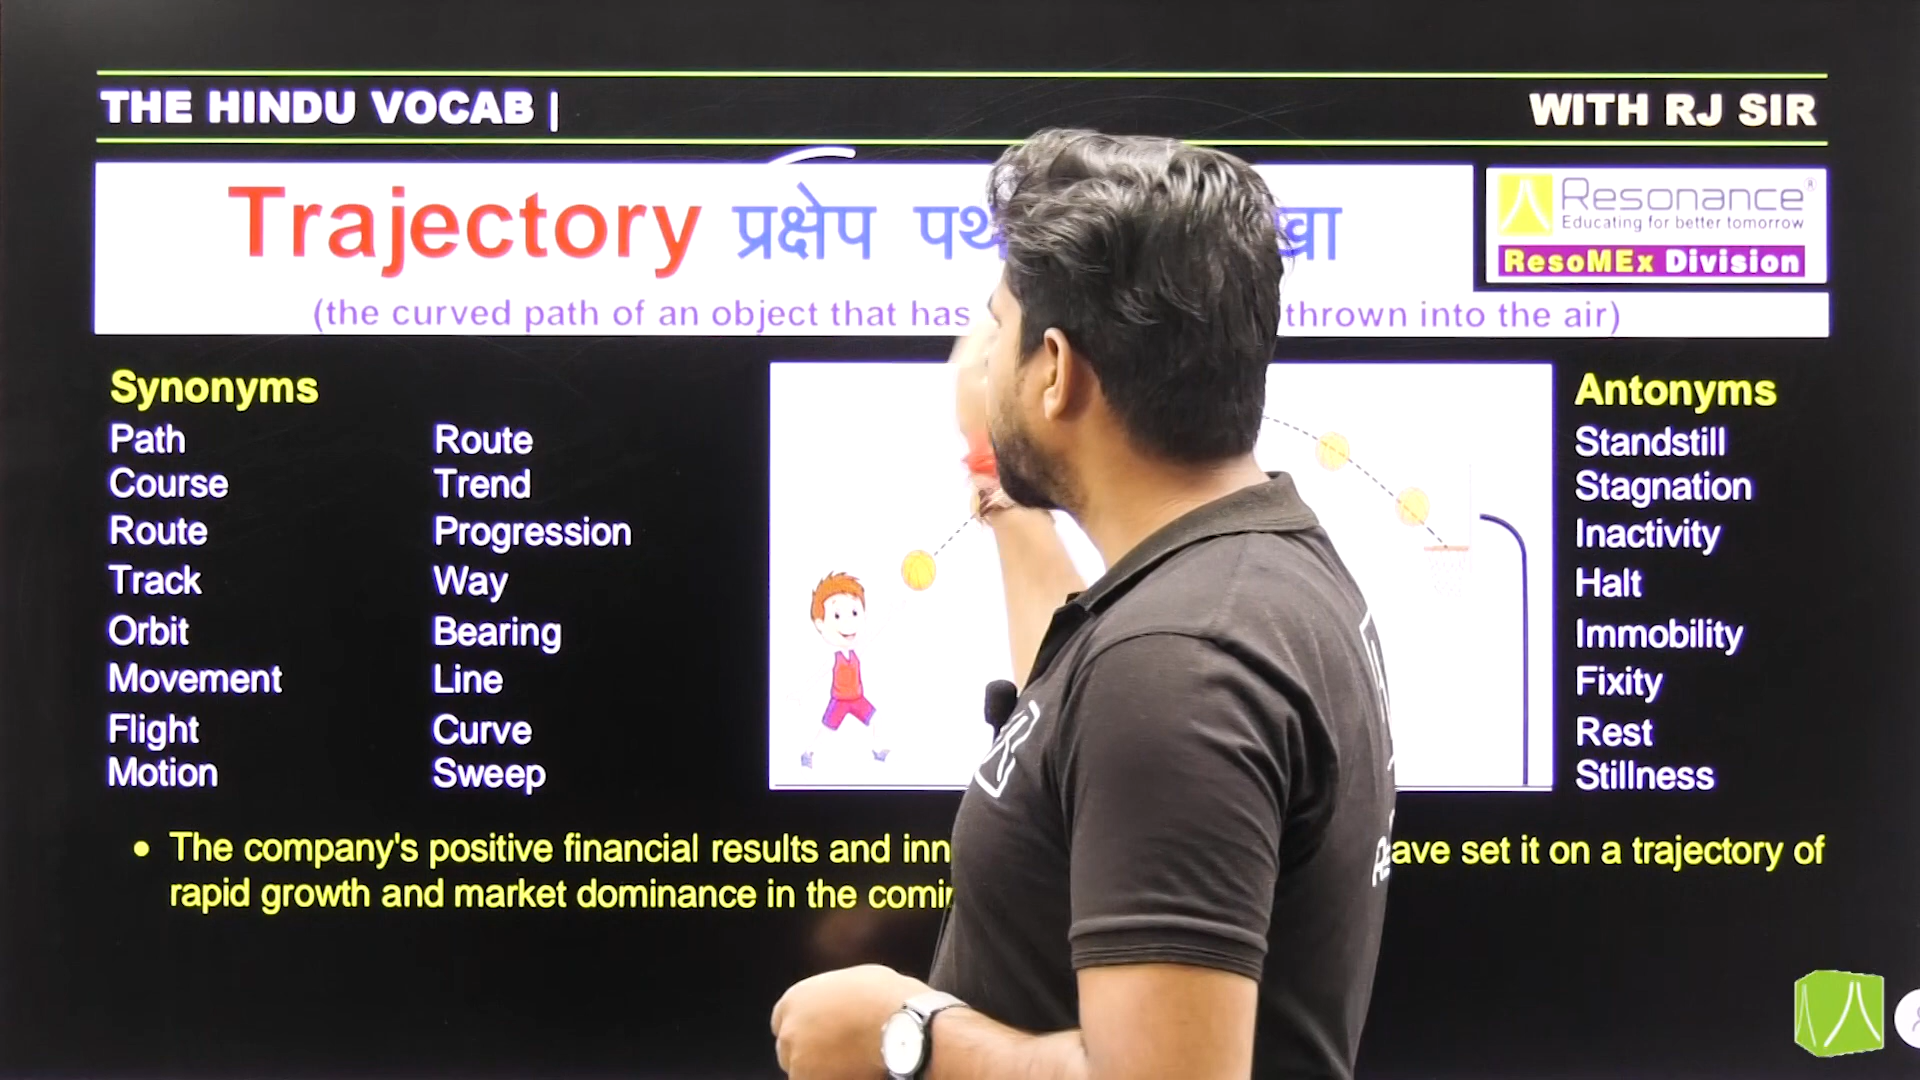 THE HINDU VOCAB |
WITH RJ SIR
Trajectory प्रक्षेप
(the curved path of an object that has thrown into the air)
Resonance®
Educating for better tomorrow
ResoMEx Division
Synonyms
Path Route
Course Trend
Route Progression
Track Way
Orbit Bearing
Movement Line
Flight Curve
Motion Sweep
Antonyms
Standstill
Stagnation
Inactivity
Halt
Immobility
Fixity
Rest
Stillness
• The company's positive financial results and set it on a trajectory of
rapid growth and market dominance in the